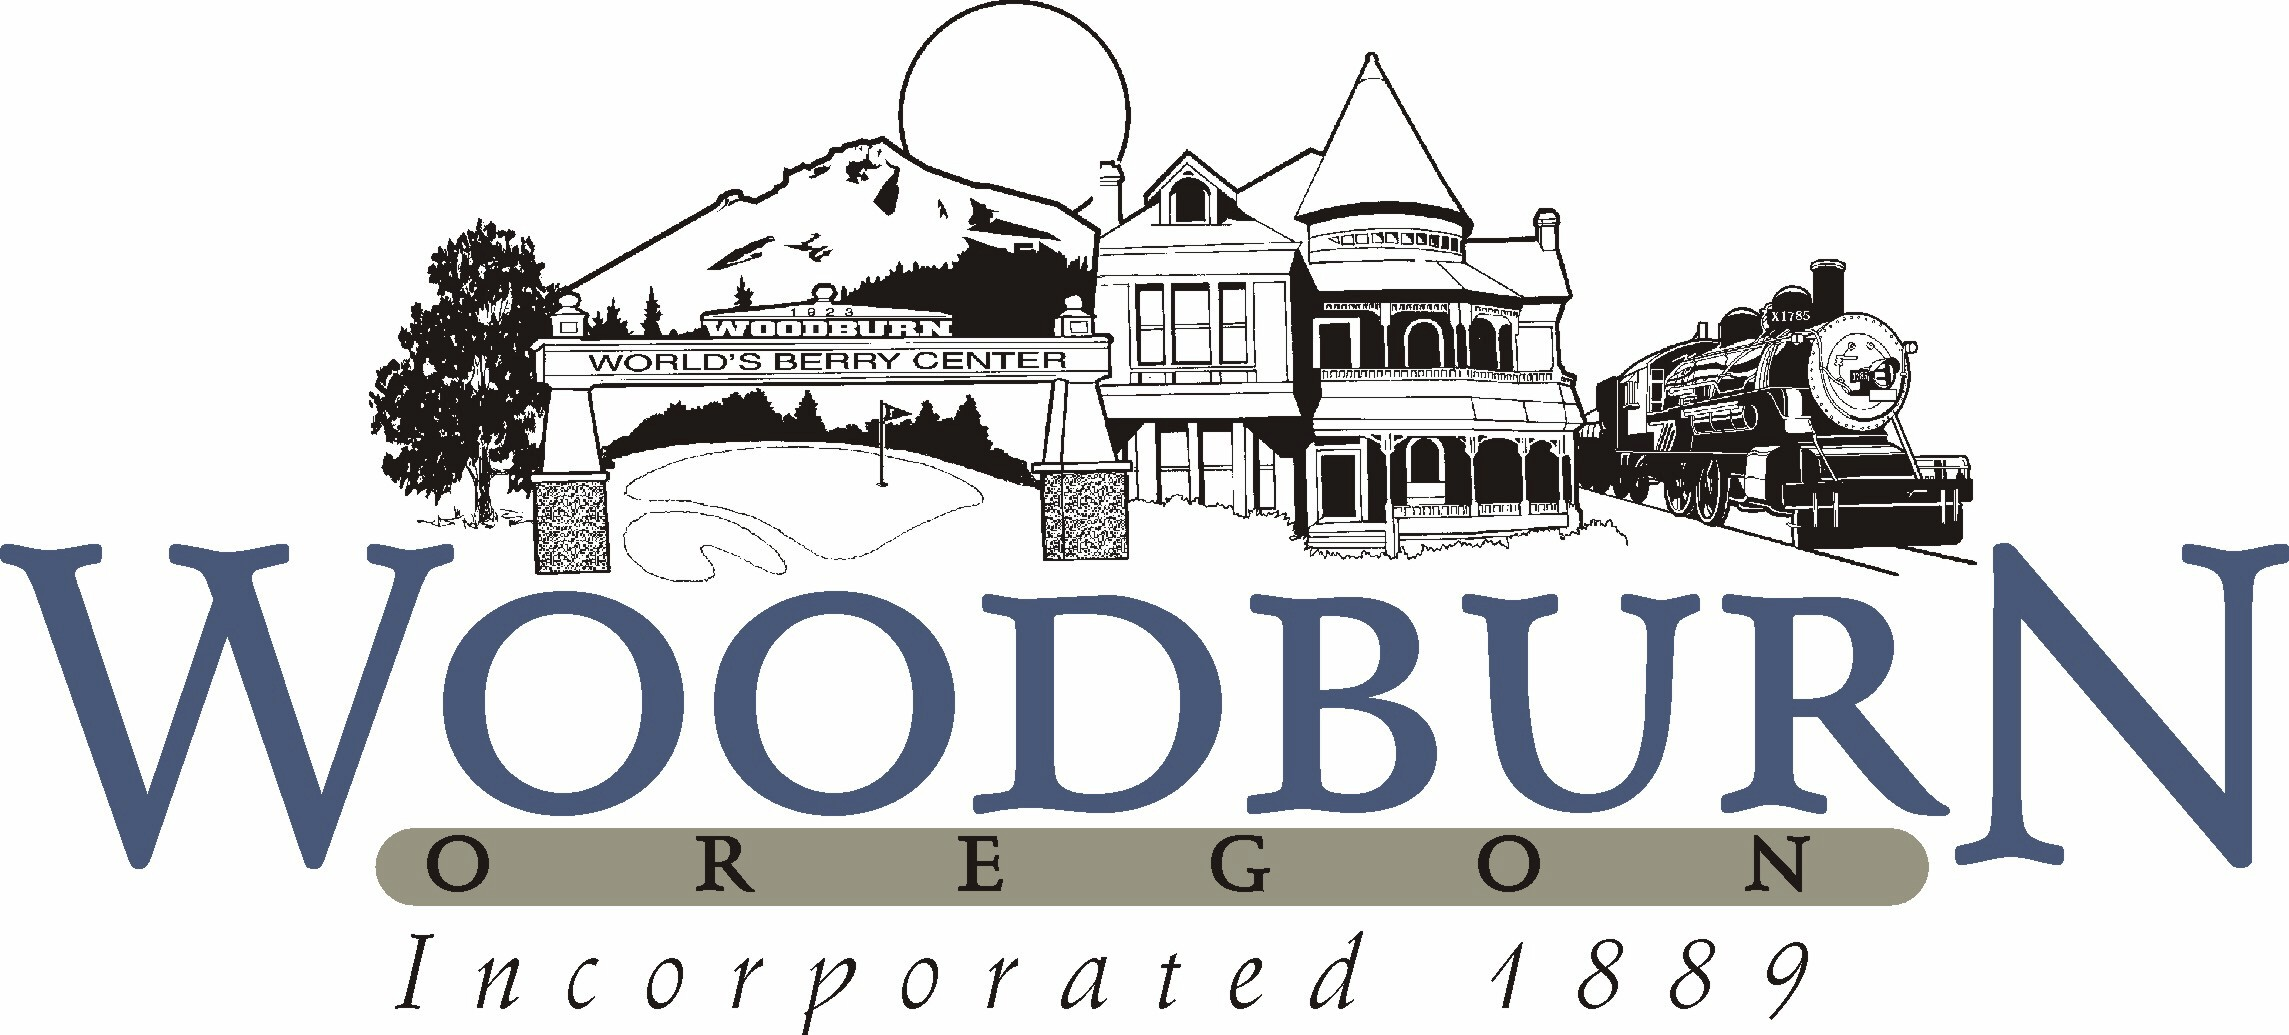 1923
WOODBURN
WORLD'S BERRY CENTER
X1785
WOODBURN
OREGON
Incorporated 1889